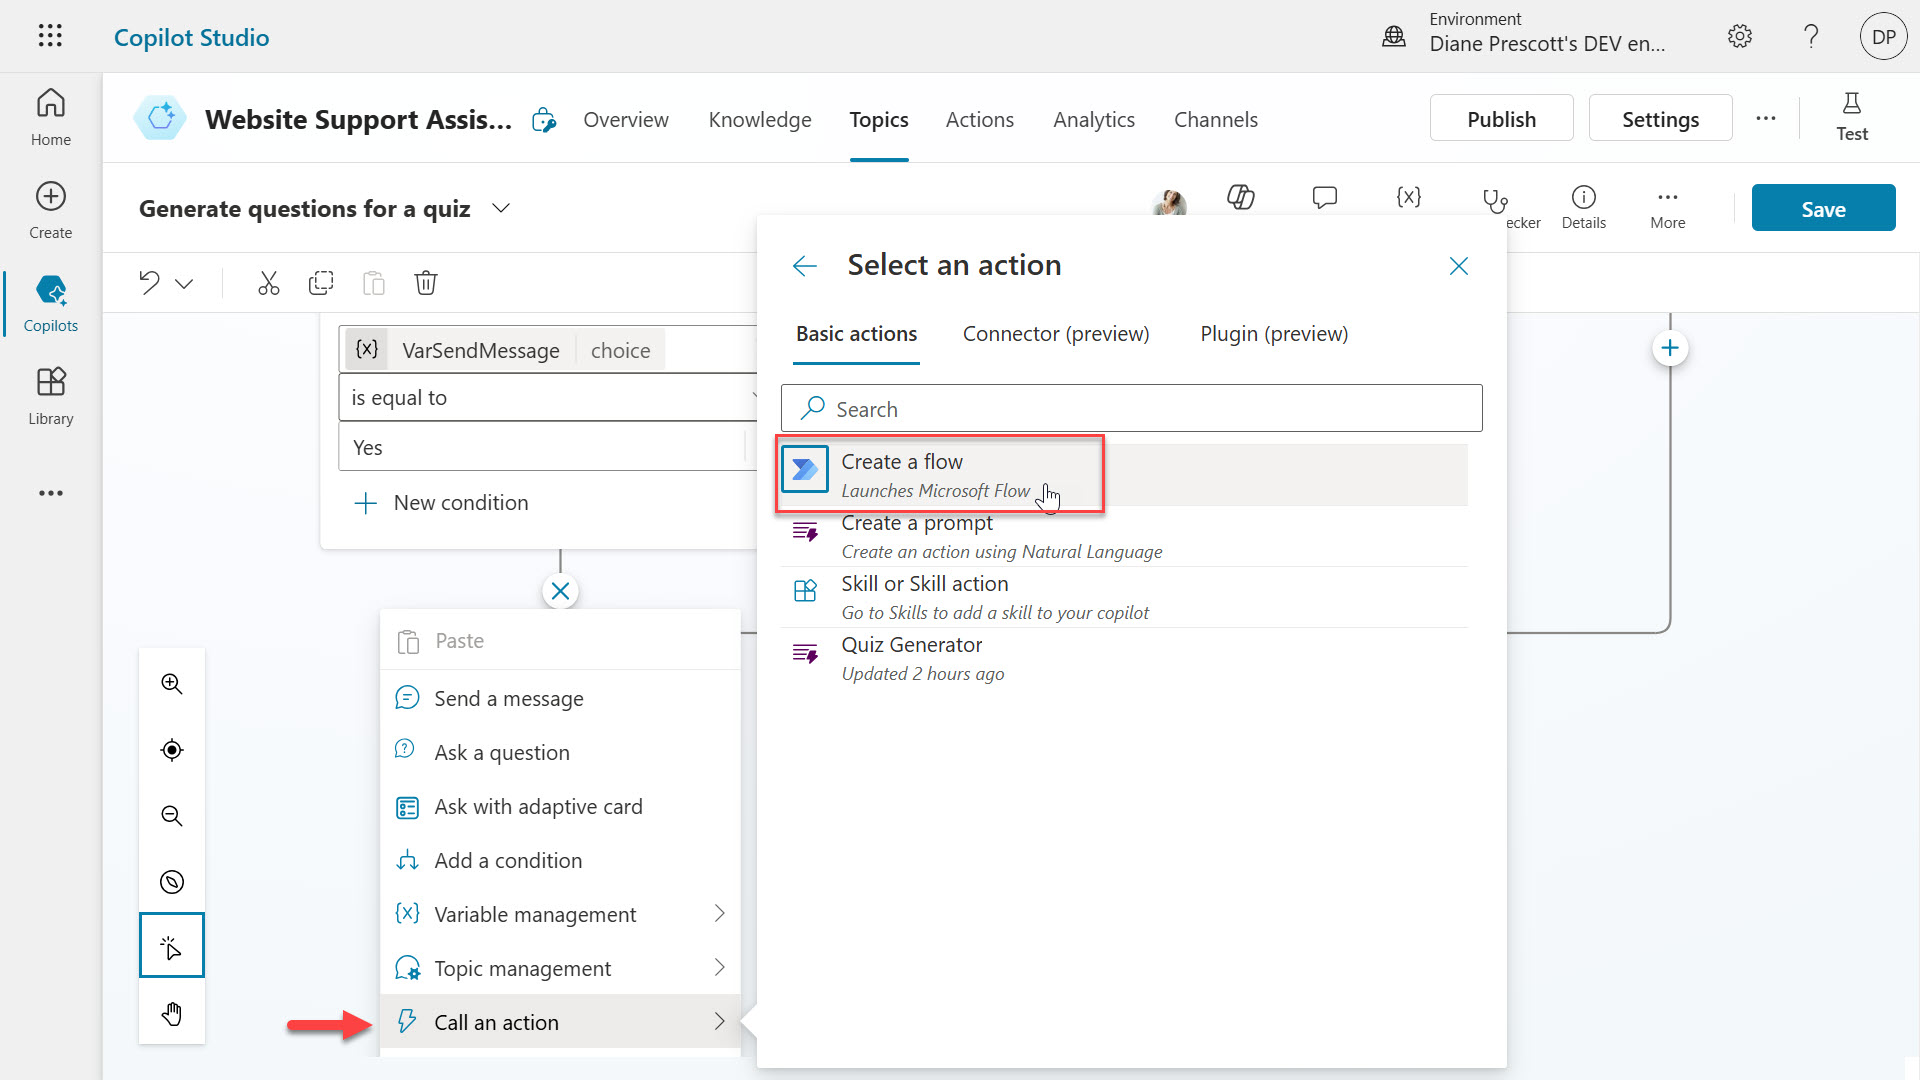 Copilot Studio
Environment
Diane Prescott's DEV en...
DP
Home
Create
Copilots
Library
Website Support Assis...
Overview
Knowledge
Topics
Actions
Analytics
Channels
Publish
Settings
Test
Generate questions for a quiz
{x}
ecker
Details
More
Save
{x} VarSendMessage choice
is equal to
Yes
New condition
Paste
Send a message
Ask a question
Ask with adaptive card
Add a condition
{x} Variable management
Topic management
Call an action
Select an action
Basic actions
Connector (preview)
Plugin (preview)
Search
Create a flow
Launches Microsoft Flow
Create a prompt
Create an action using Natural Language
Skill or Skill action
Go to Skills to add a skill to your copilot
Quiz Generator
Updated 2 hours ago